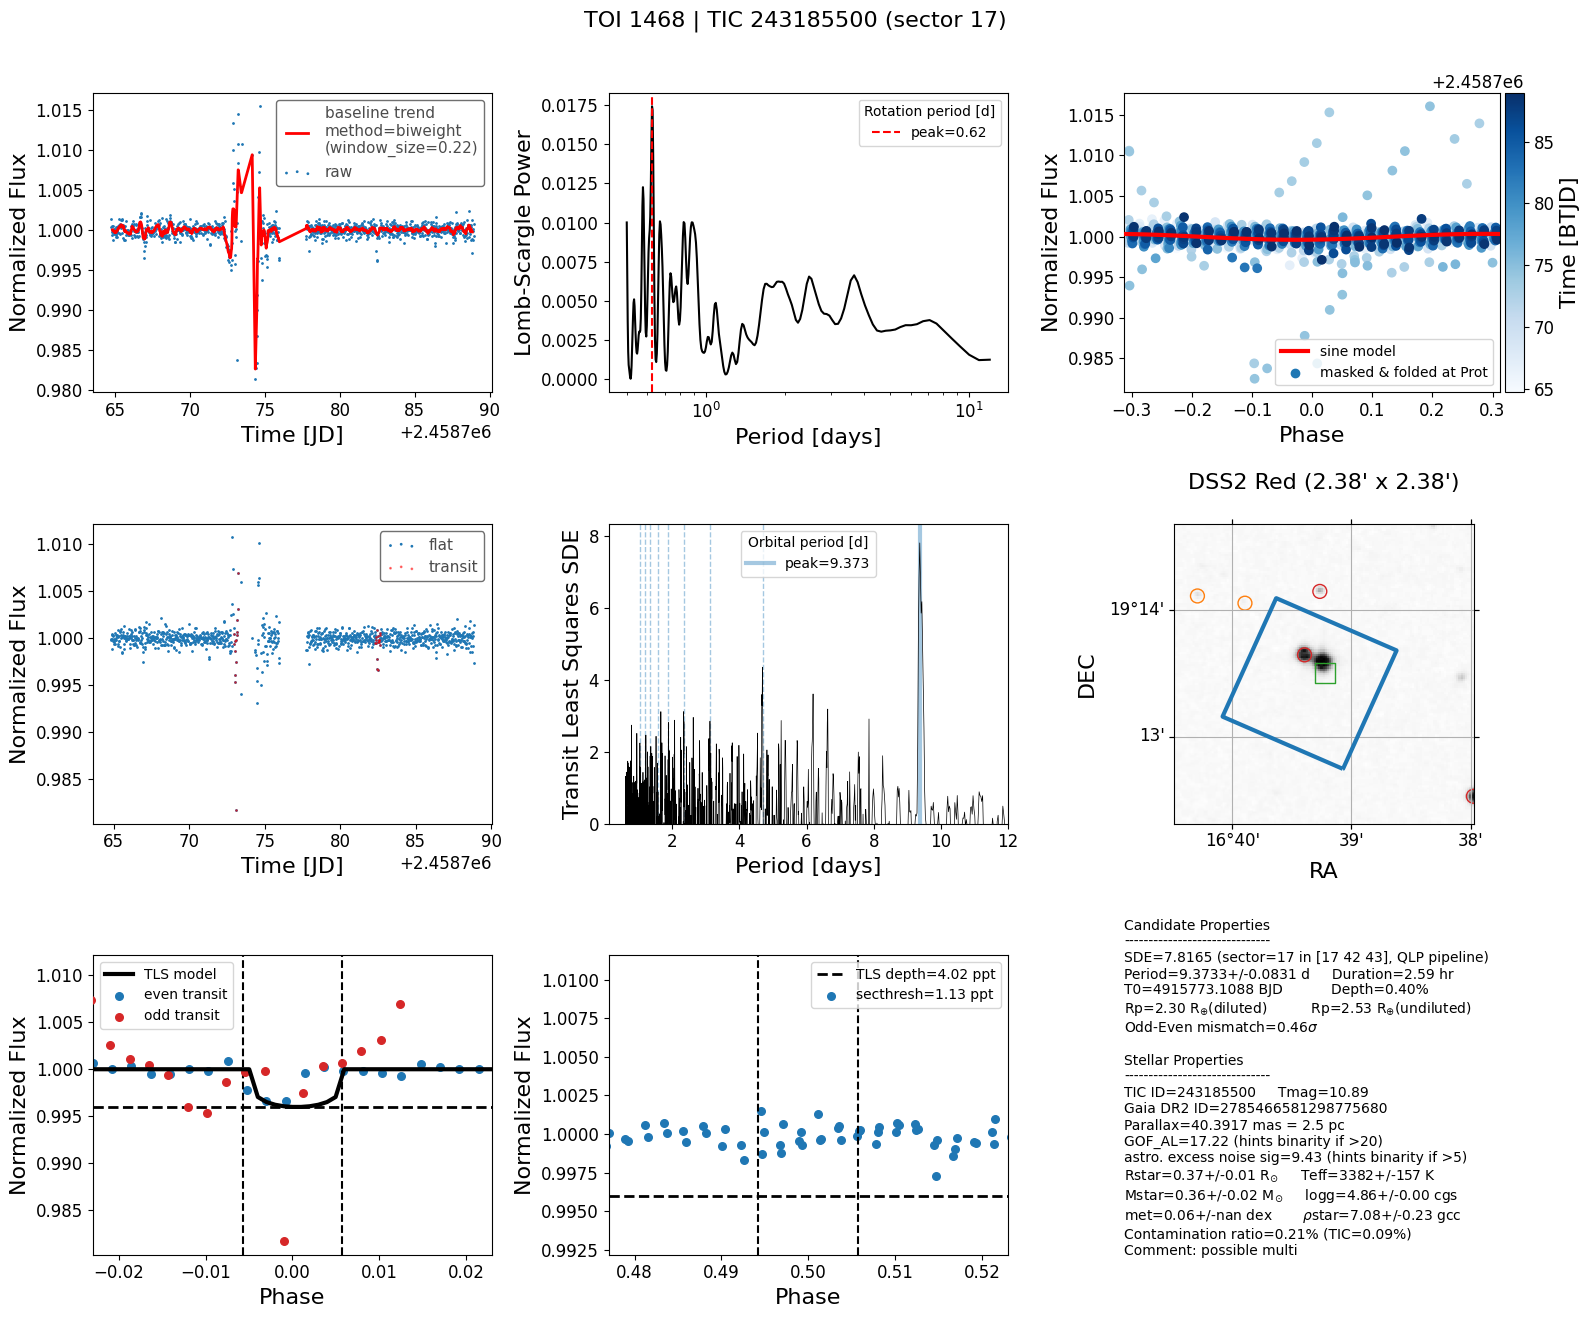 TOI 1468 | TIC 243185500 (sector 17)
Normalized Flux
1.015
1.010
1.005
1.000
0.995
0.990
0.985
0.980
baseline trend
method=biweight
(window_size=0.22)
raw
65 70 75 80 85 90
Time [JD]
+2.4587e6
Lomb-Scargle Power
0.0175
0.0150
0.0125
0.0100
0.0075
0.0050
0.0025
0.0000
Rotation period [d]
peak=0.62
10⁰ 10¹
Period [days]
+2.4587e6
Normalized Flux
1.015
1.010
1.005
1.000
0.995
0.990
0.985
sine model
masked & folded at Prot
−0.3 −0.2 −0.1 0.0 0.1 0.2 0.3
Phase
85
80
75
70
65
Time [BTJD]
Normalized Flux
1.010
1.005
1.000
0.995
0.990
0.985
flat
transit
65 70 75 80 85 90
Time [JD]
+2.4587e6
Transit Least Squares SDE
8
6
4
2
0
Orbital period [d]
peak=9.373
2 4 6 8 10 12
Period [days]
DSS2 Red (2.38' x 2.38')
DEC
19°14'
13'
16°40' 39' 38'
RA
Normalized Flux
1.010
1.005
1.000
0.995
0.990
0.985
TLS model
even transit
odd transit
−0.02 −0.01 0.00 0.01 0.02
Phase
Normalized Flux
1.0100
1.0075
1.0050
1.0025
1.0000
0.9975
0.9950
0.9925
TLS depth=4.02 ppt
secthresh=1.13 ppt
0.48 0.49 0.50 0.51 0.52
Phase
Candidate Properties
------------------------------
SDE=7.8165 (sector=17 in [17 42 43], QLP pipeline)
Period=9.3733+/-0.0831 d Duration=2.59 hr
T0=4915773.1088 BJD Depth=0.40%
Rp=2.30 R⊕(diluted) Rp=2.53 R⊕(undiluted)
Odd-Even mismatch=0.46σ
Stellar Properties
------------------------------
TIC ID=243185500 Tmag=10.89
Gaia DR2 ID=2785466581298775680
Parallax=40.3917 mas = 2.5 pc
GOF_AL=17.22 (hints binarity if >20)
astro. excess noise sig=9.43 (hints binarity if >5)
Rstar=0.37+/-0.01 R⊙ Teff=3382+/-157 K
Mstar=0.36+/-0.02 M⊙ logg=4.86+/-0.00 cgs
met=0.06+/-nan dex ρstar=7.08+/-0.23 gcc
Contamination ratio=0.21% (TIC=0.09%)
Comment: possible multi